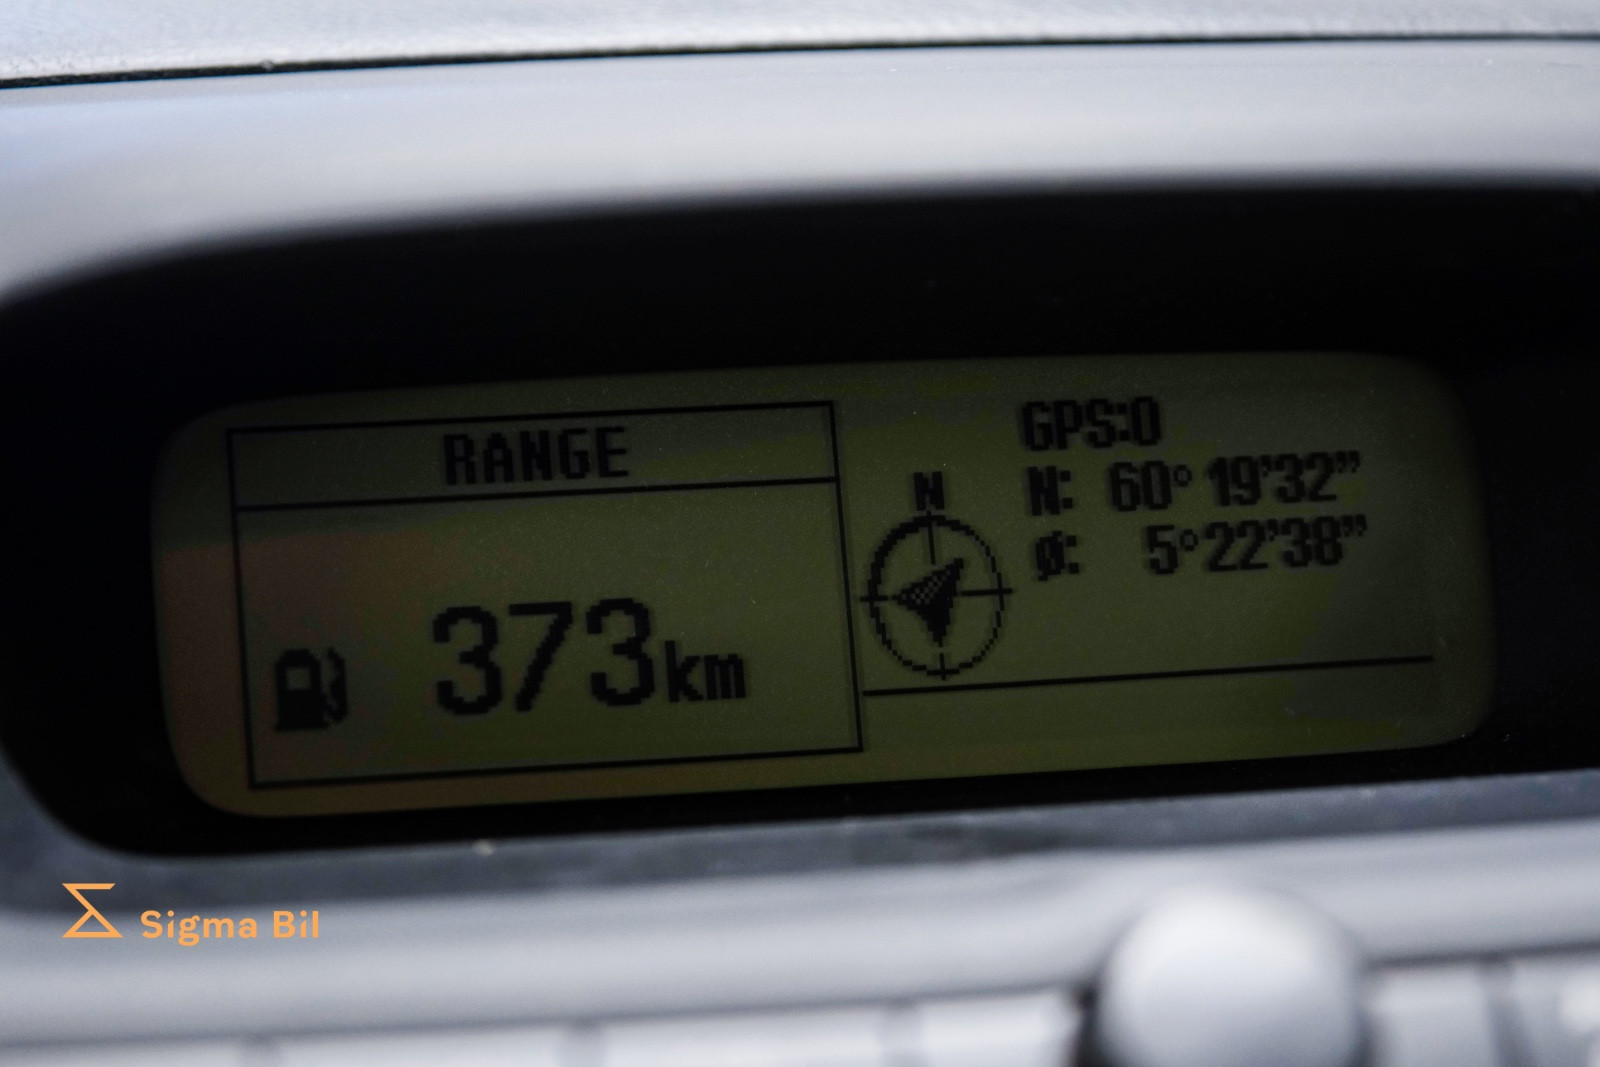 RANGE
373km
N
GPS:0
N: 60° 19'32"
Ø: 5°22'38"
Sigma Bil